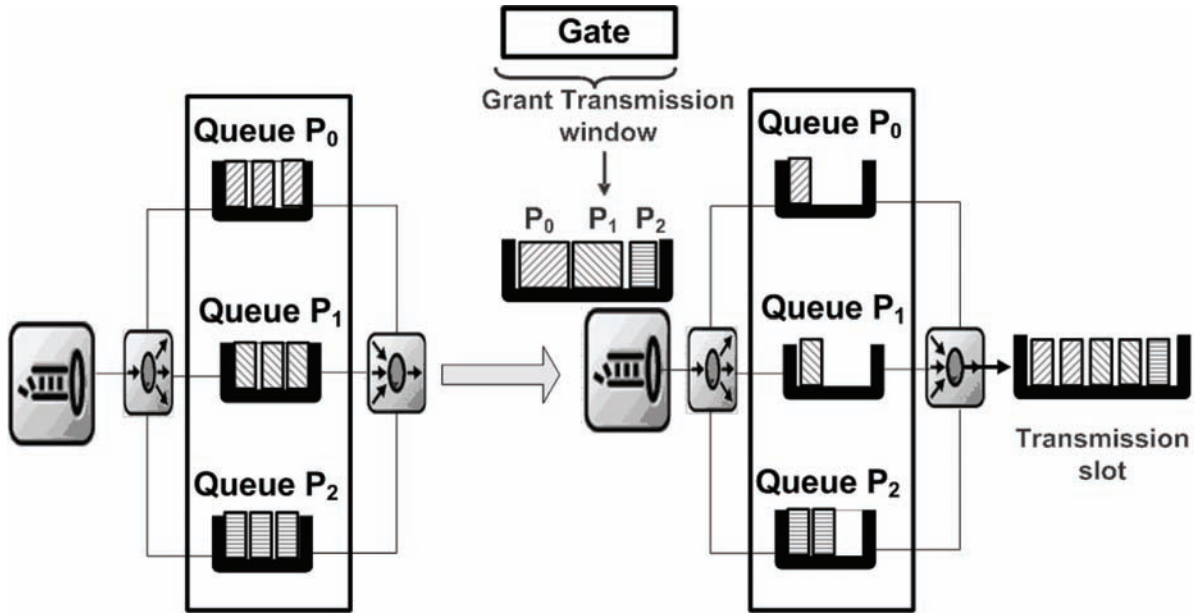 Gate
Grant Transmission
window
P₀ P₁ P₂
Queue P₀
Queue P₁
Queue P₂
Queue P₀
Queue P₁
Queue P₂
Transmission
slot